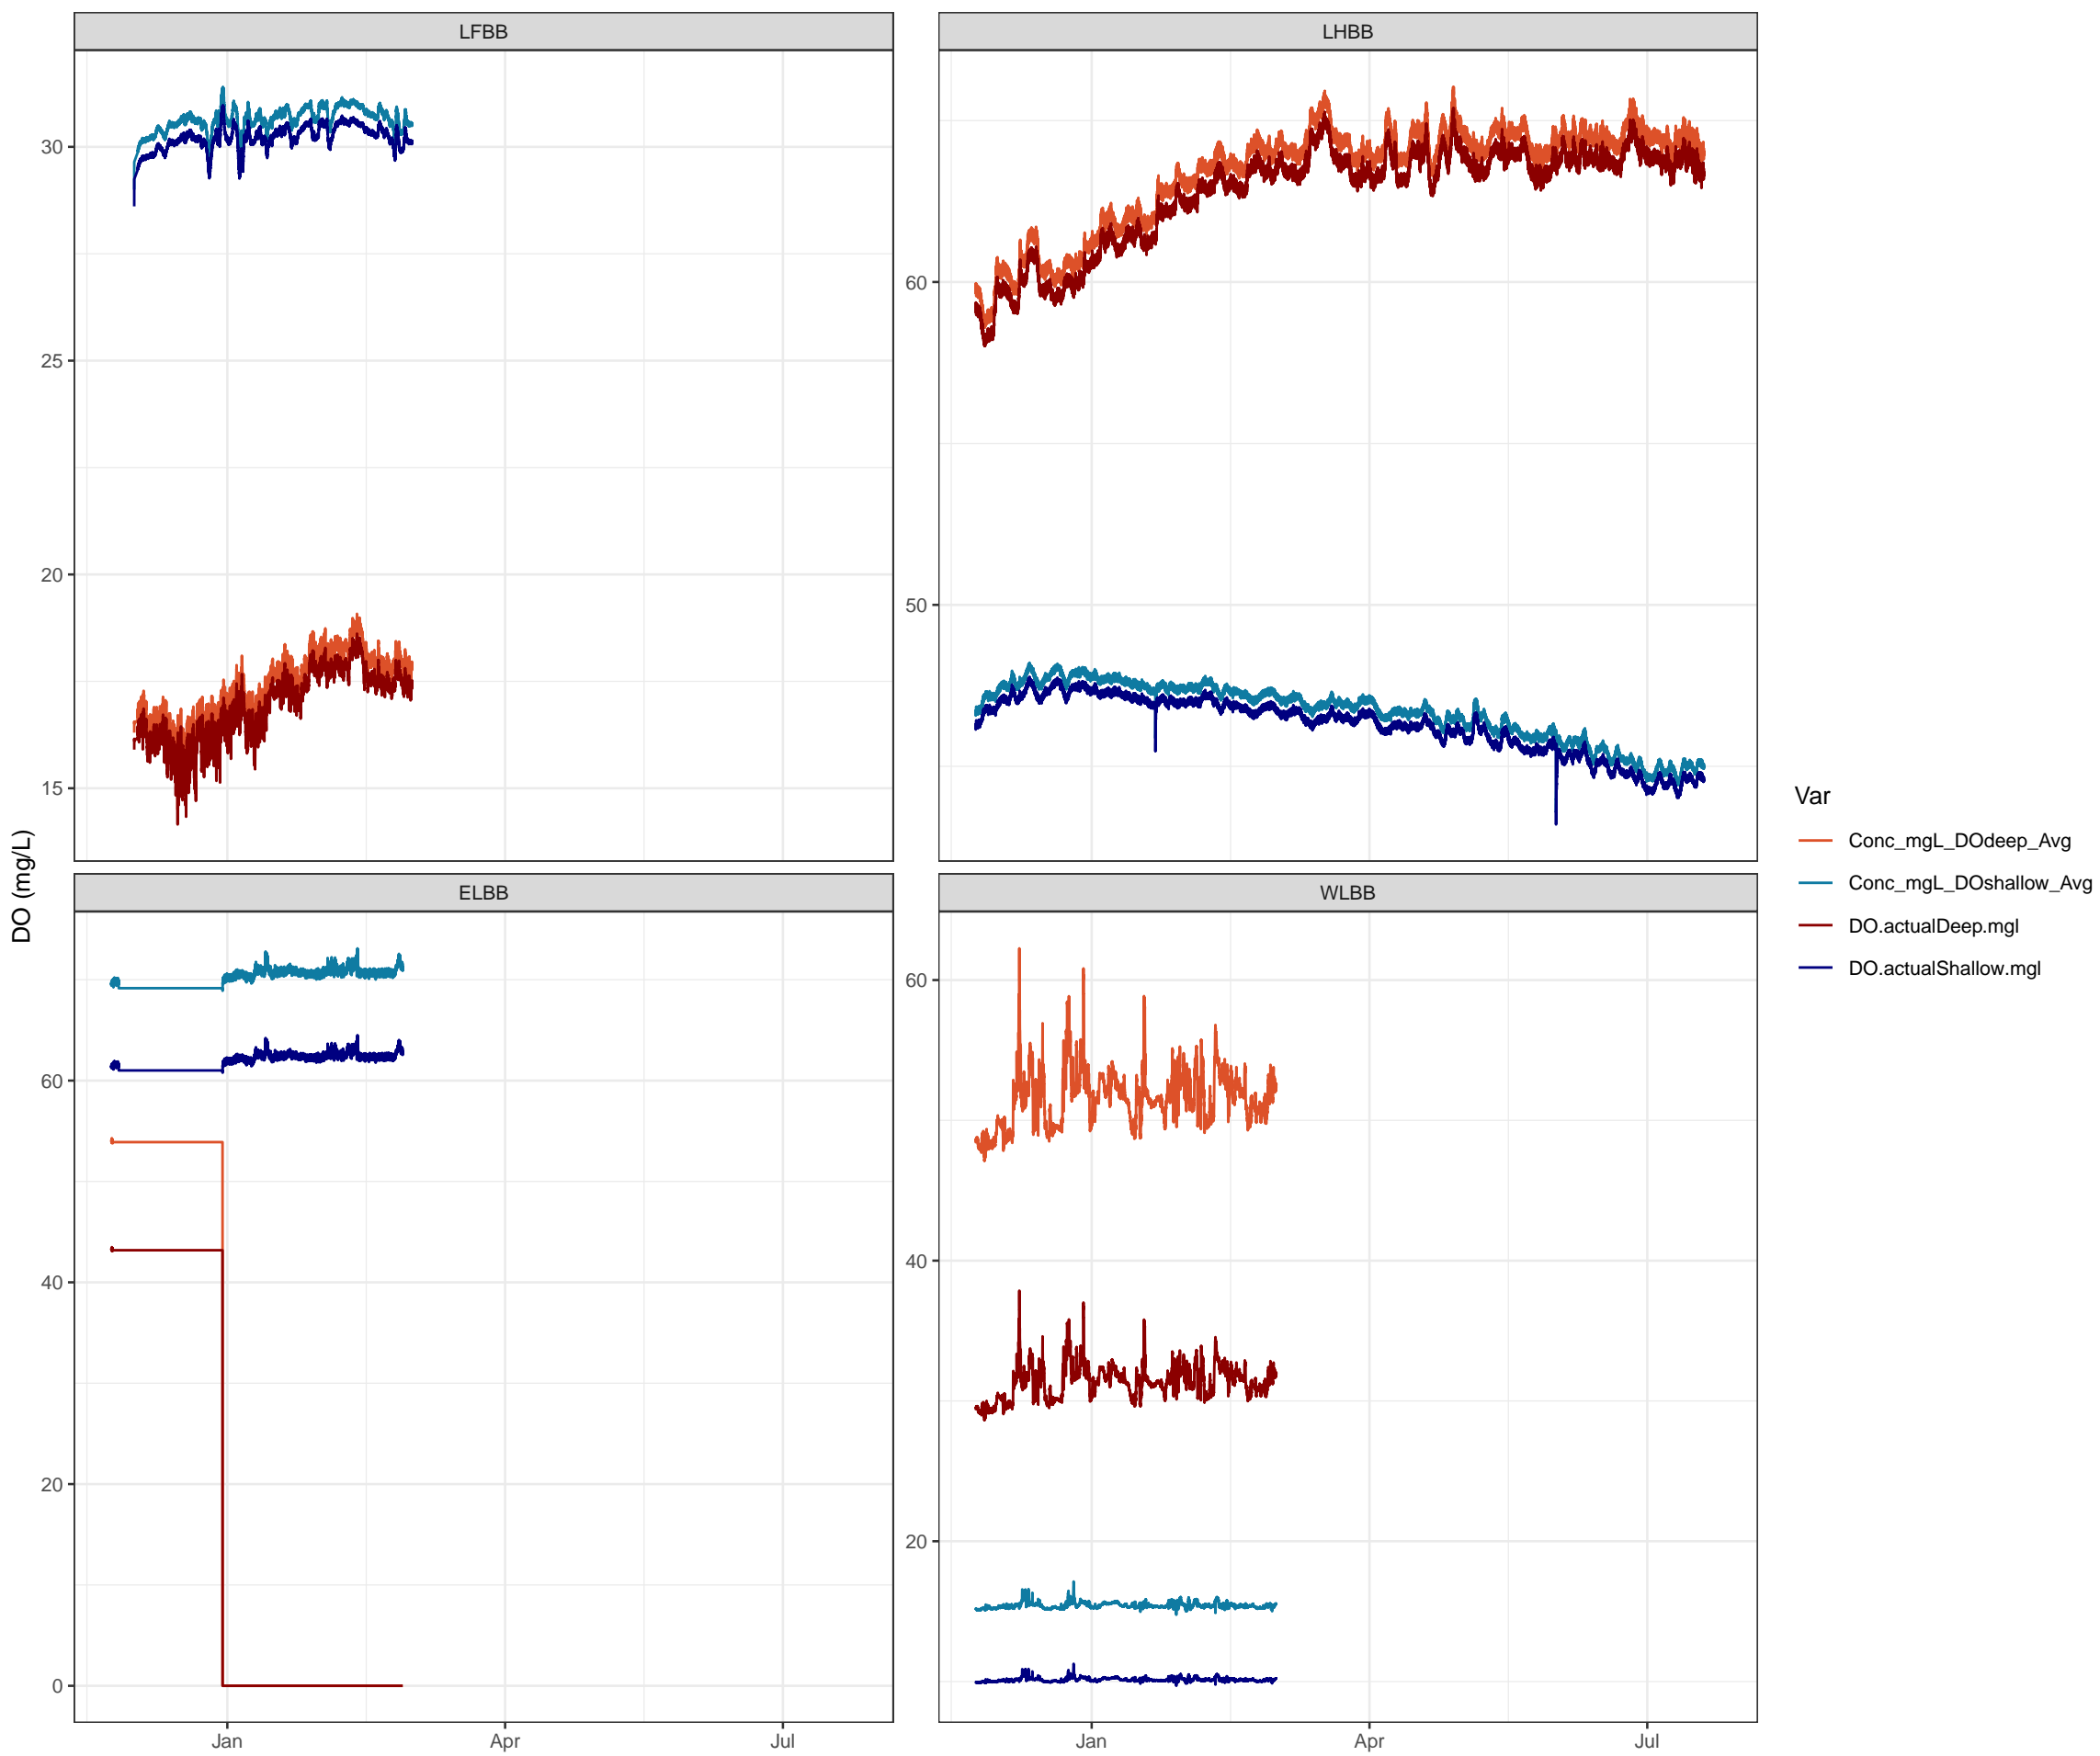 LFBB
LHBB
30
25
20
15
60
50
DO (mg/L)
ELBB
WLBB
60
40
20
0
60
40
20
Jan
Apr
Jul
Jan
Apr
Jul
Var
Conc_mgL_DOdeep_Avg
Conc_mgL_DOshallow_Avg
DO.actualDeep.mgl
DO.actualShallow.mgl